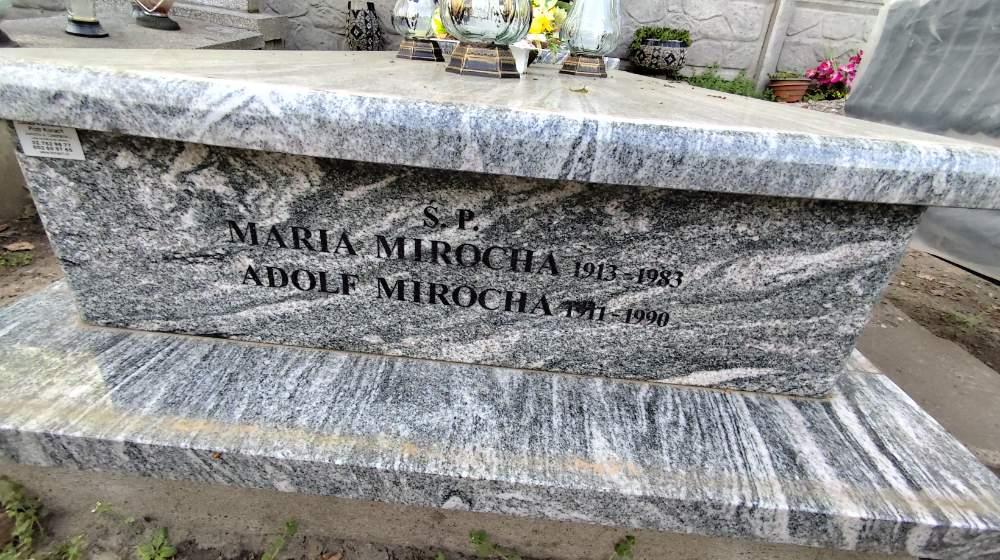 Ś. P.
MARIA MIROCHA 1913-1983
ADOLF MIROCHA 1911-1990